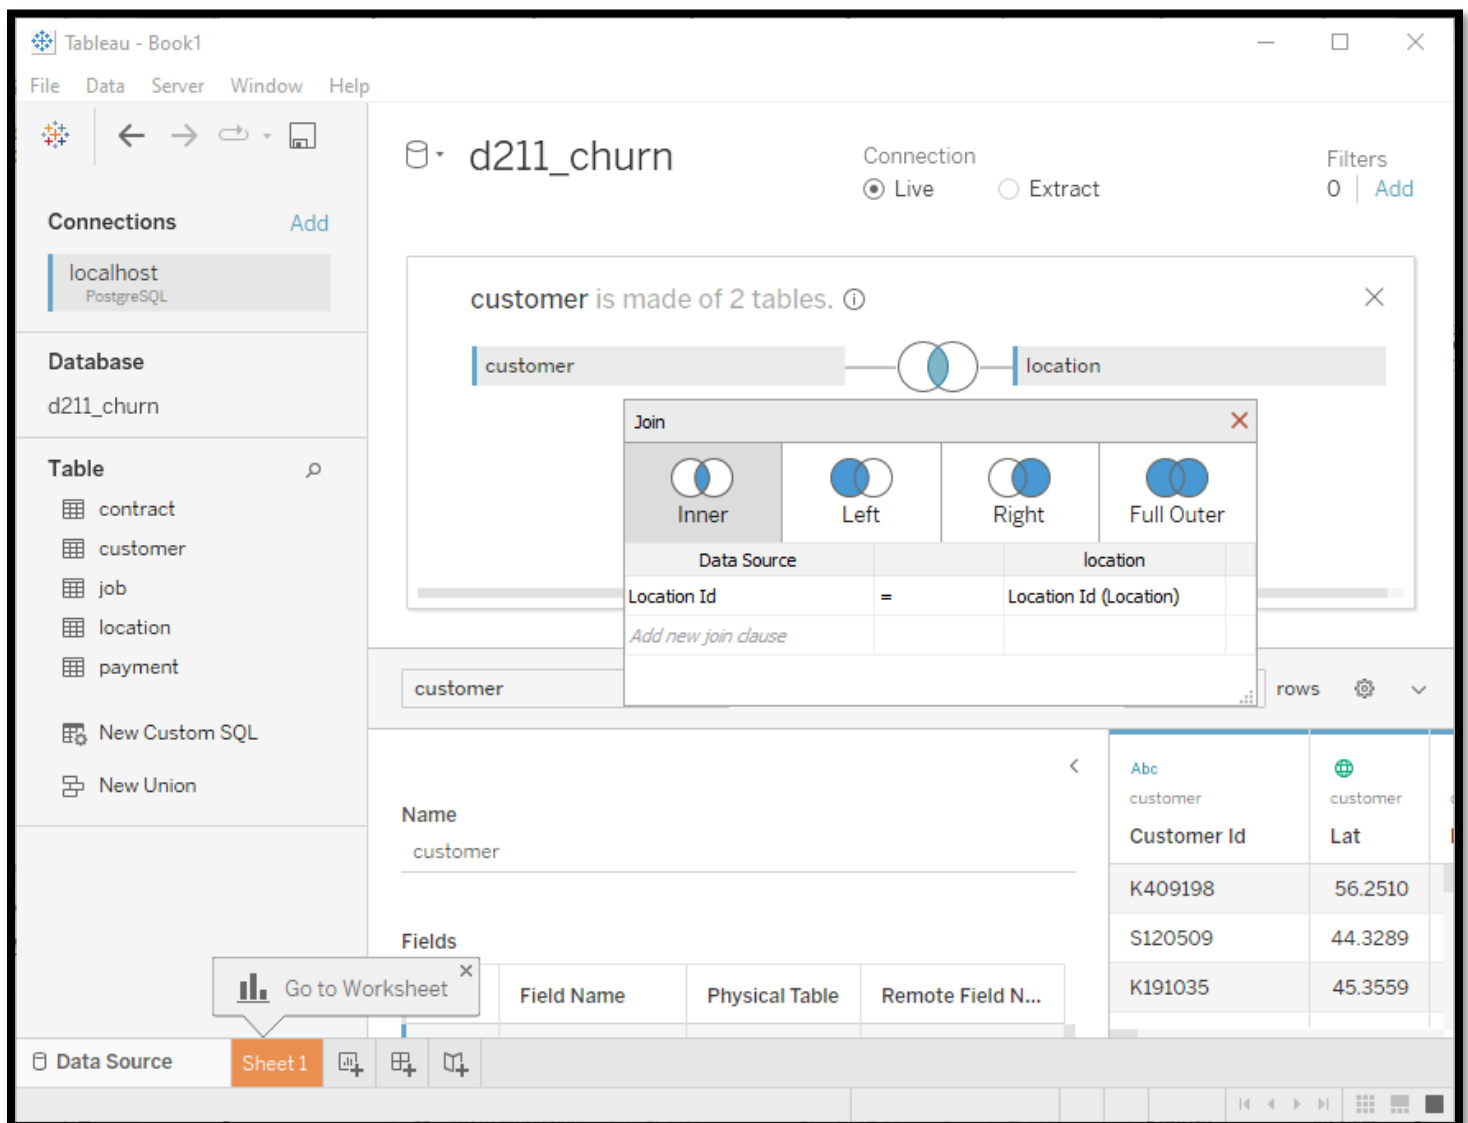 Tableau - Book1
File Data Server Window Help
d211_churn
Connection
Live Extract
Filters
0 Add
Connections Add
localhost
PostgreSQL
customer is made of 2 tables.
customer location
Database
d211_churn
Join
Inner Left Right Full Outer
Data Source location
Location Id = Location Id (Location)
Add new join clause
Table
contract
customer
job
location
payment
New Custom SQL
New Union
customer rows
Name
customer
Fields
Field Name Physical Table Remote Field N...
Abc
customer customer
Customer Id Lat
K409198 56.2510
S120509 44.3289
K191035 45.3559
Go to Worksheet
Data Source Sheet 1